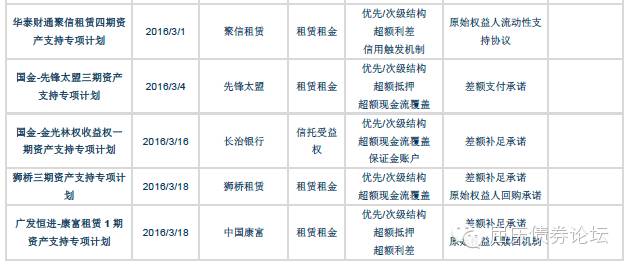 华泰财通聚信租赁四期资
产支持专项计划
2016/3/1
聚信租赁
租赁租金
优先/次级结构
超额利差
信用触发机制
原始权益人流动性支
持协议
国金-先锋太盟三期资产
支持专项计划
2016/3/4
先锋太盟
租赁租金
优先/次级结构
超额抵押
超额现金流覆盖
差额支付承诺
国金-金光林权收益权一
期资产支持专项计划
2016/3/16
长治银行
信托受益
权
优先/次级结构
超额现金流覆盖
保证金账户
差额补足承诺
狮桥三期资产支持专项计
划
2016/3/18
狮桥租赁
租赁租金
优先/次级结构
超额现金流覆盖
差额补足承诺
原始权益人回购承诺
广发恒进-康富租赁 1 期
资产支持专项计划
2016/3/18
中国康富
租赁租金
优先/次级结构
超额抵押
超额利差
差额补足承诺
原始权益人赎回机制
债券论坛